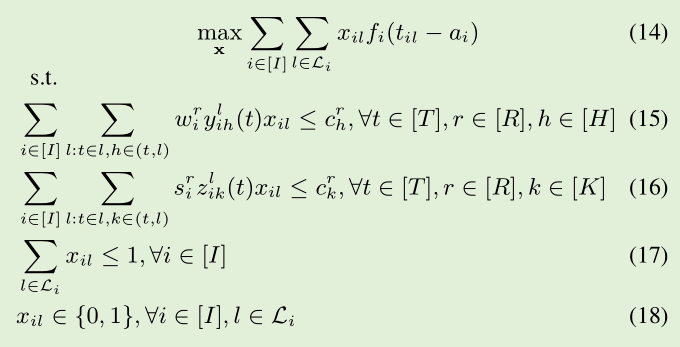 max_x ∑_{i∈[I]} ∑_{l∈ℒ_i} x_{il} f_i(t_{il} − a_i) (14)
s.t.
∑_{i∈[I]} ∑_{l:t∈l,h∈(t,l)} w_i^r y_{ih}^l(t) x_{il} ≤ c_h^r, ∀t ∈ [T], r ∈ [R], h ∈ [H] (15)
∑_{i∈[I]} ∑_{l:t∈l,k∈(t,l)} s_i^r z_{ik}^l(t) x_{il} ≤ c_k^r, ∀t ∈ [T], r ∈ [R], k ∈ [K] (16)
∑_{l∈ℒ_i} x_{il} ≤ 1, ∀i ∈ [I] (17)
x_{il} ∈ {0, 1}, ∀i ∈ [I], l ∈ ℒ_i (18)